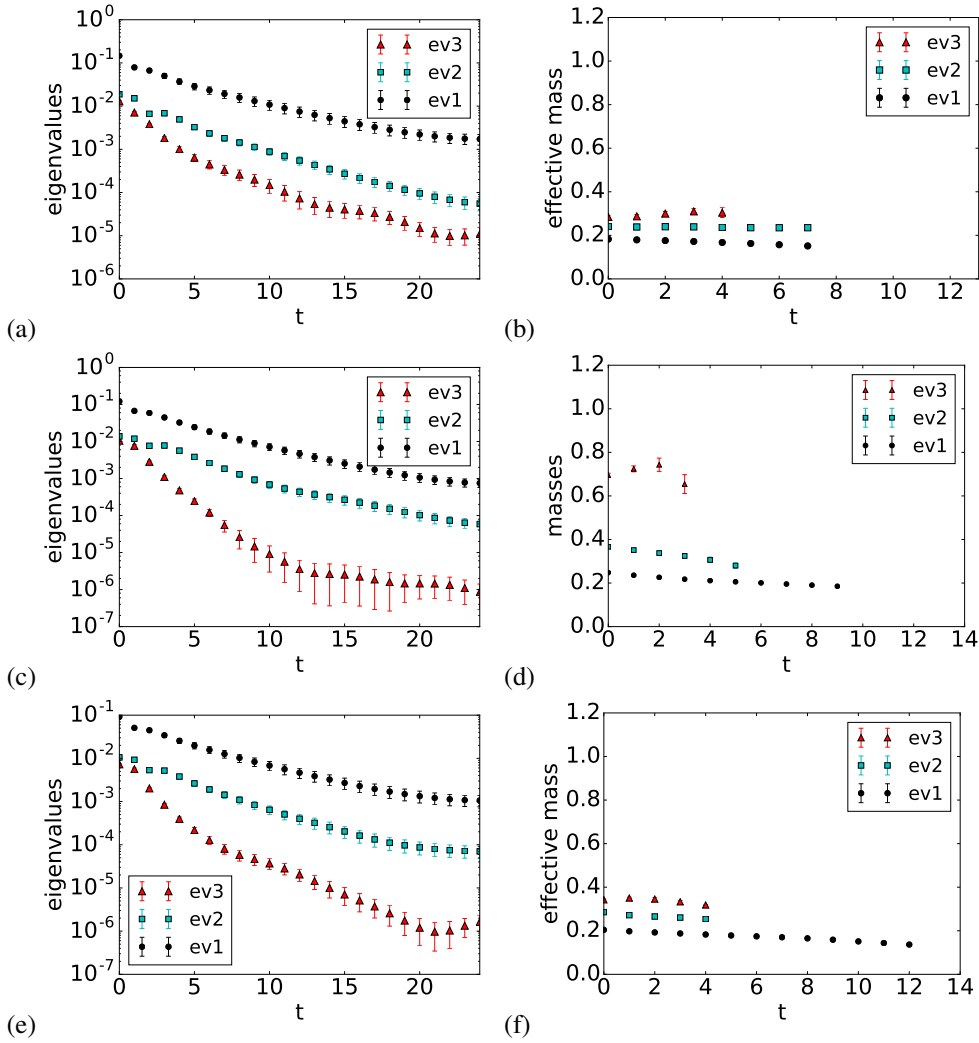 10^0
10^-1
10^-2
10^-3
10^-4
10^-5
10^-6
eigenvalues
0 5 10 15 20
t
ev3
ev2
ev1
(a)
1.2
1.0
0.8
0.6
0.4
0.2
0.0
effective mass
0 2 4 6 8 10 12
t
ev3
ev2
ev1
(b)
10^0
10^-1
10^-2
10^-3
10^-4
10^-5
10^-6
10^-7
eigenvalues
0 5 10 15 20
t
ev3
ev2
ev1
(c)
1.2
1.0
0.8
0.6
0.4
0.2
0.0
masses
0 2 4 6 8 10 12 14
t
ev3
ev2
ev1
(d)
10^-1
10^-2
10^-3
10^-4
10^-5
10^-6
10^-7
eigenvalues
0 5 10 15 20
t
ev3
ev2
ev1
(e)
1.2
1.0
0.8
0.6
0.4
0.2
0.0
effective mass
0 2 4 6 8 10 12 14
t
ev3
ev2
ev1
(f)